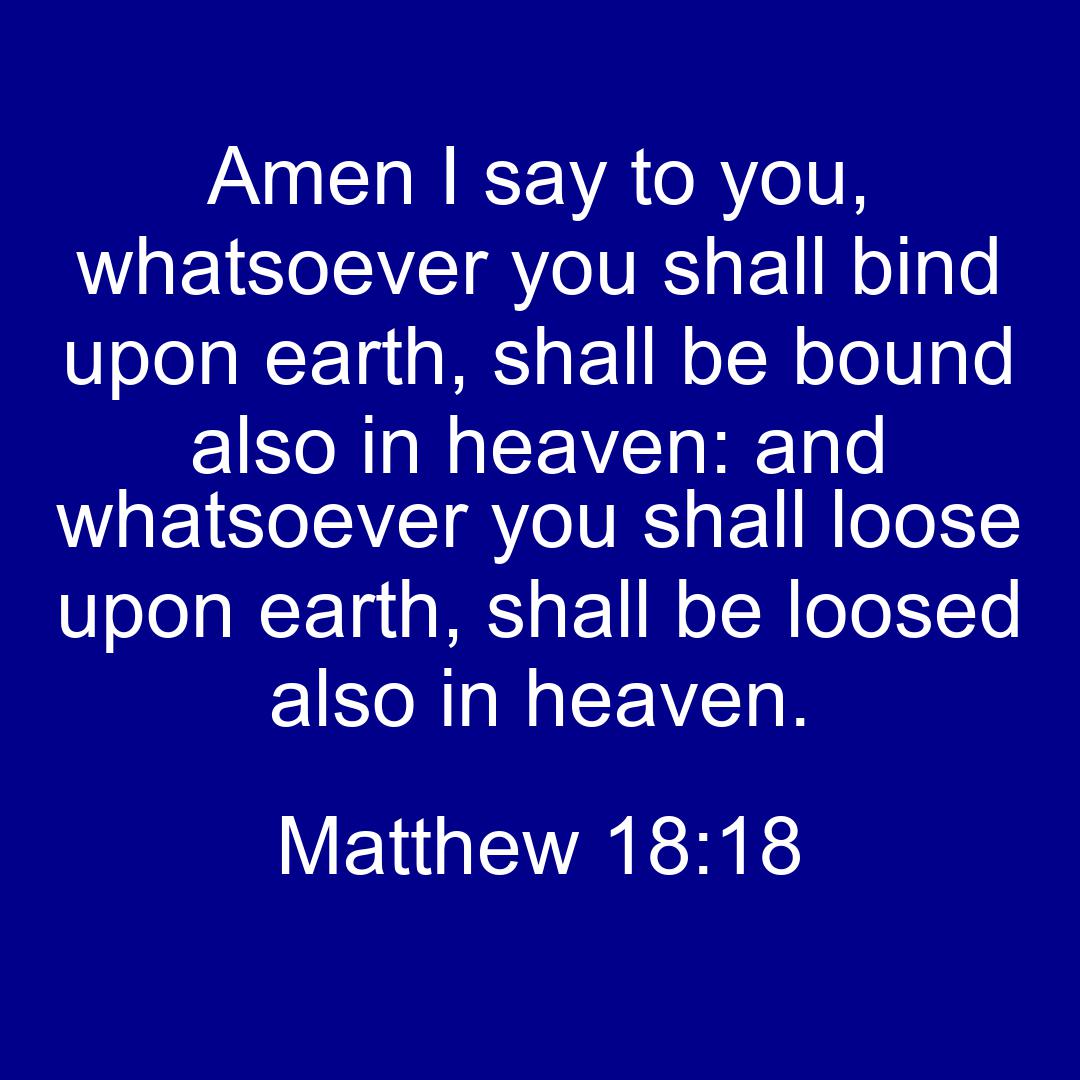 Amen I say to you,
whatsoever you shall bind
upon earth, shall be bound
also in heaven: and
whatsoever you shall loose
upon earth, shall be loosed
also in heaven.
Matthew 18:18